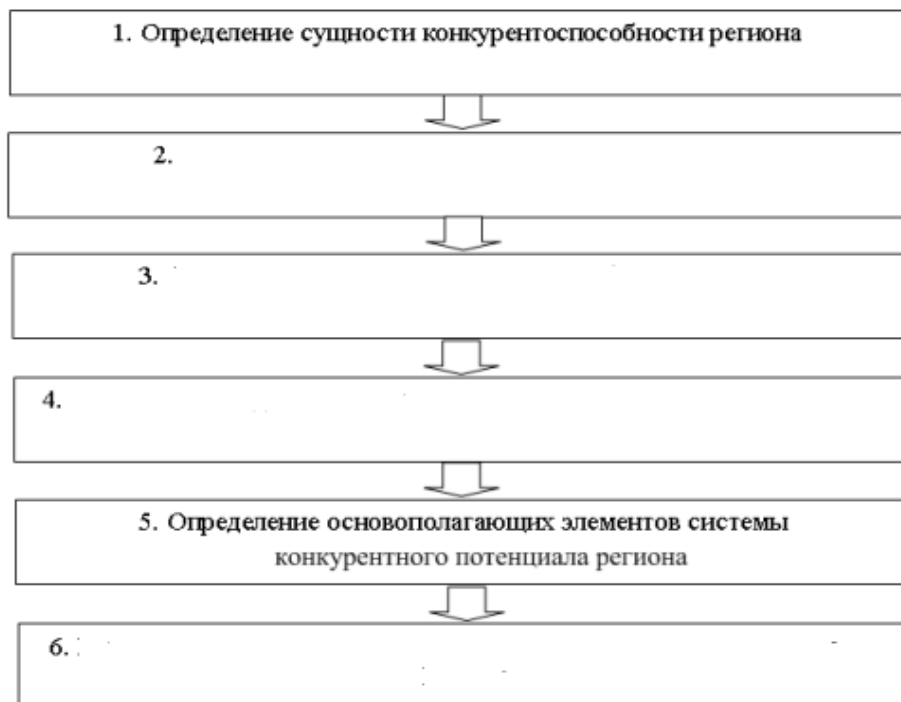 1. Определение сущности конкурентоспособности региона
2.
3.
4.
5. Определение основополагающих элементов системы
конкурентного потенциала региона
6.